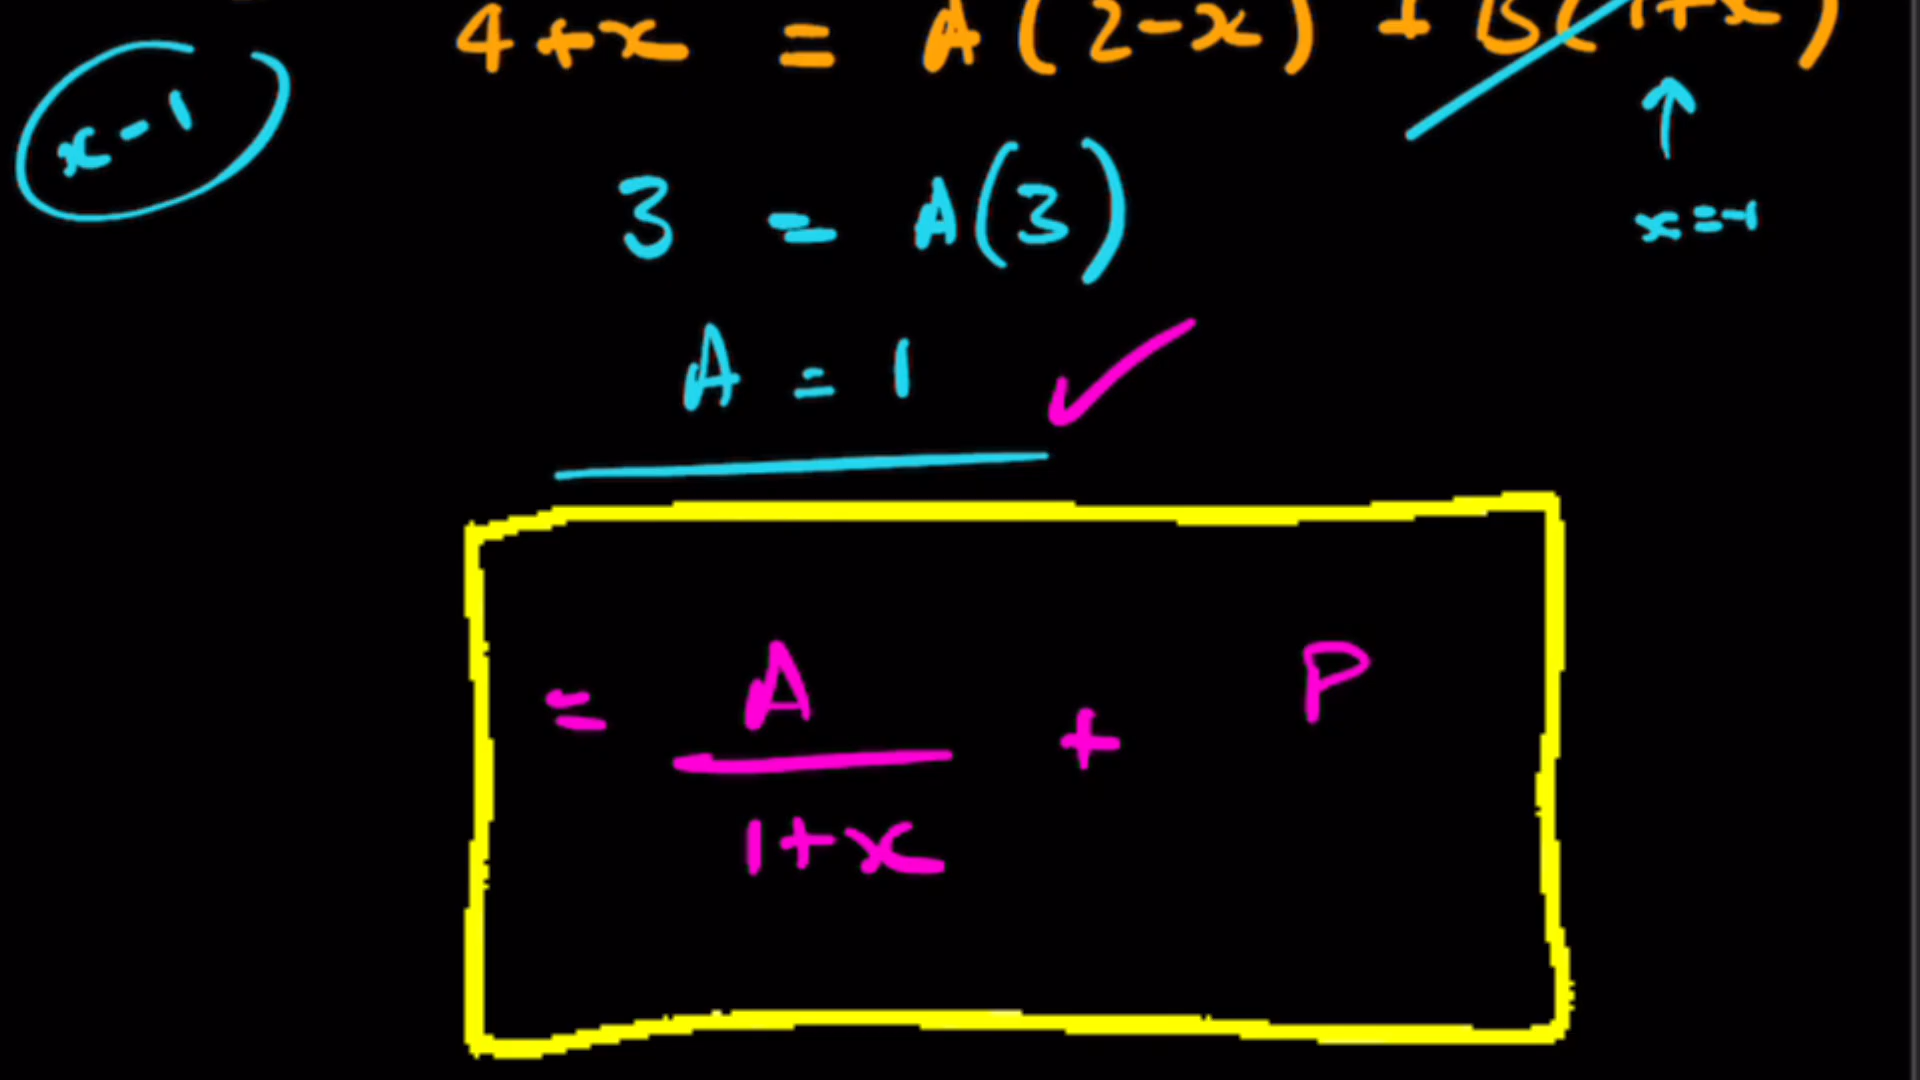 4+x = A(2-x) + B(1+x)
x-1
3 = A(3)
x=-1
A = 1 ✓
= A/(1+x) + P